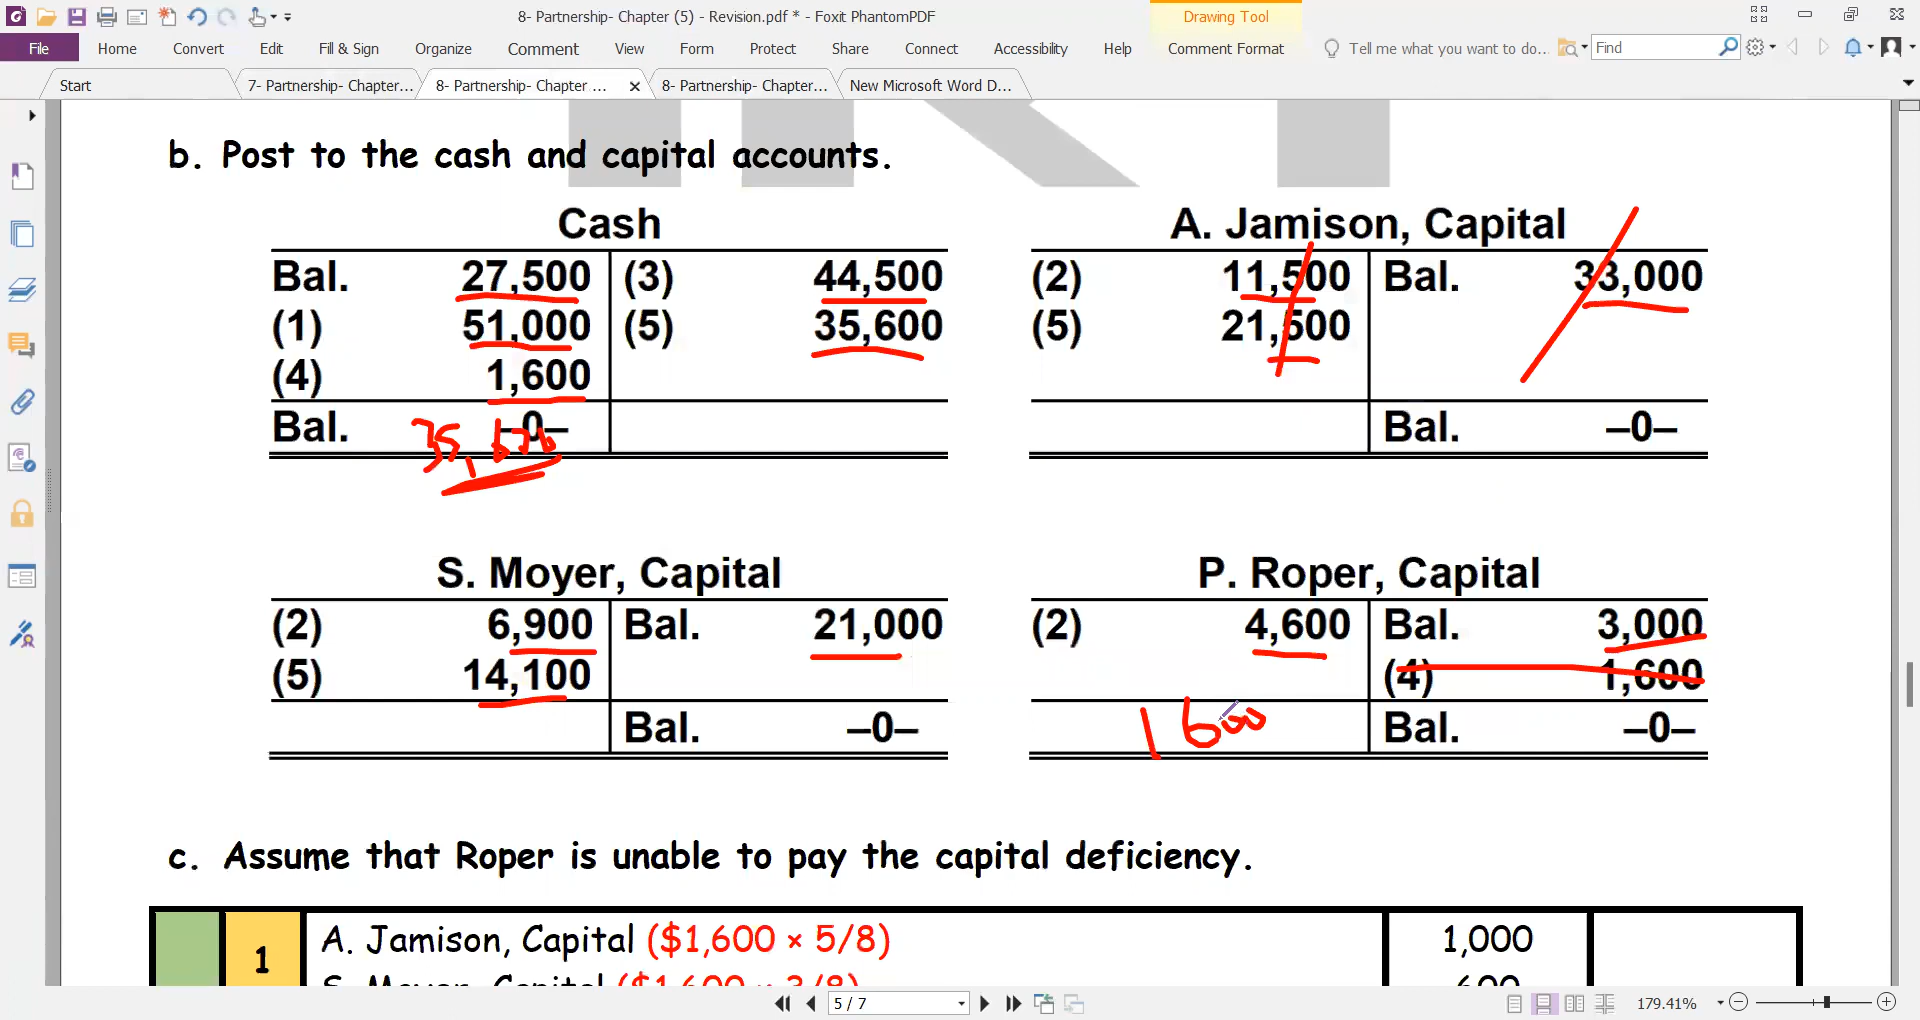 8- Partnership- Chapter (5) - Revision.pdf * - Foxit PhantomPDF
Drawing Tool
File Home Convert Edit Fill & Sign Organize Comment View Form Protect Share Connect Accessibility Help Comment Format Tell me what you want to do... Find
Start 7- Partnership- Chapter... 8- Partnership- Chapter ... 8- Partnership- Chapter... New Microsoft Word D...
b. Post to the cash and capital accounts.
Cash
Bal. 27,500 (3) 44,500
(1) 51,000 (5) 35,600
(4) 1,600
Bal. –0–
A. Jamison, Capital
(2) 11,500 Bal. 33,000
(5) 21,500
Bal. –0–
S. Moyer, Capital
(2) 6,900 Bal. 21,000
(5) 14,100
Bal. –0–
P. Roper, Capital
(2) 4,600 Bal. 3,000
(4) 1,600
1600 Bal. –0–
c. Assume that Roper is unable to pay the capital deficiency.
1 A. Jamison, Capital ($1,600 × 5/8) 1,000
S. Moyer, Capital ($1,600 × 3/8) 600
5 / 7 179.41%